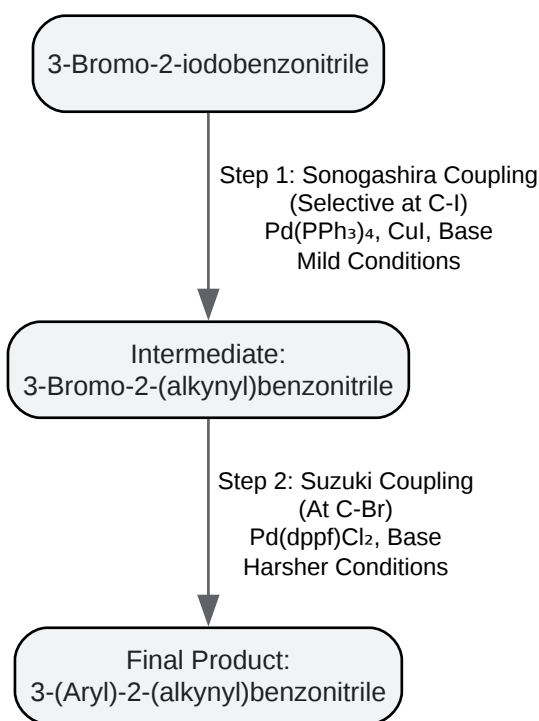 3-Bromo-2-iodobenzonitrile
Step 1: Sonogashira Coupling
(Selective at C-I)
Pd(PPh₃)₄, CuI, Base
Mild Conditions
Intermediate:
3-Bromo-2-(alkynyl)benzonitrile
Step 2: Suzuki Coupling
(At C-Br)
Pd(dppf)Cl₂, Base
Harsher Conditions
Final Product:
3-(Aryl)-2-(alkynyl)benzonitrile